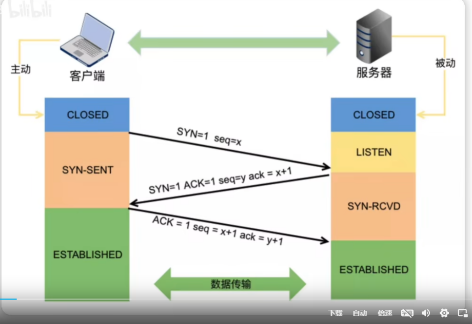 bilibili
主动
客户端
服务器
被动
CLOSED
CLOSED
SYN=1 seq=x
LISTEN
SYN-SENT
SYN=1 ACK=1 seq=y ack = x+1
SYN-RCVD
ACK = 1 seq = x+1 ack = y+1
ESTABLISHED
ESTABLISHED
数据传输
自动
倍速